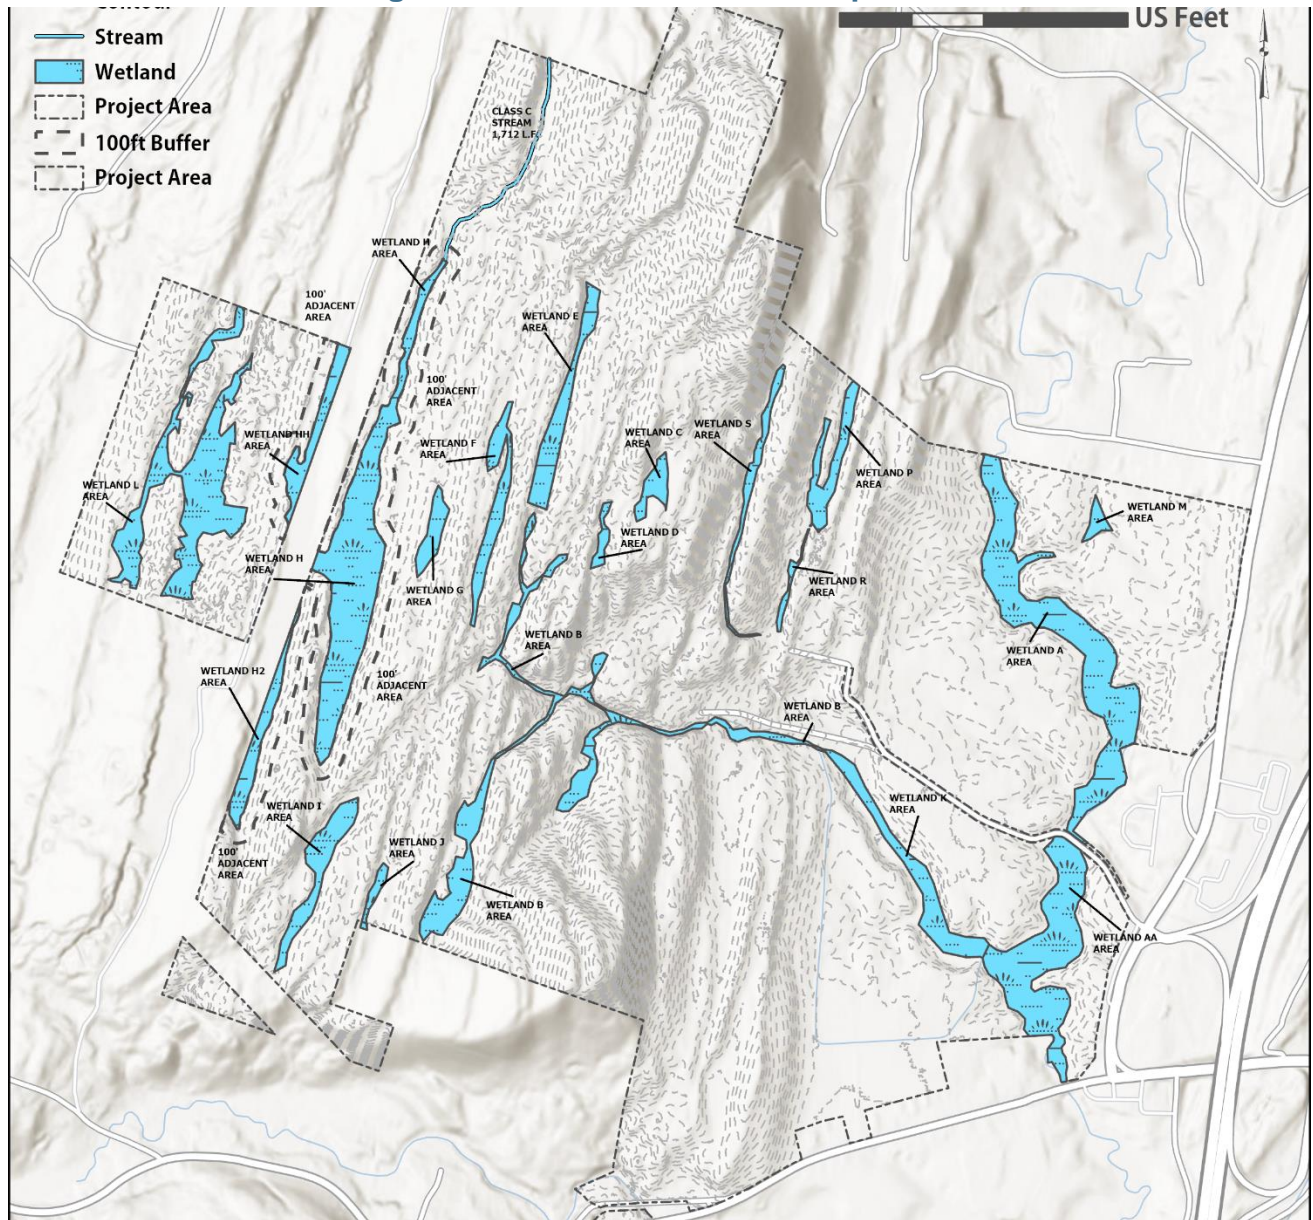 Contour
US Feet
Stream
Wetland
Project Area
100ft Buffer
Project Area
CLASS C
STREAM
1,712 L.F.
WETLAND H
AREA
100'
ADJACENT
AREA
WETLAND E
AREA
100'
ADJACENT
AREA
WETLAND HH
AREA
WETLAND F
AREA
WETLAND C
AREA
WETLAND S
AREA
WETLAND P
AREA
WETLAND L
AREA
WETLAND M
AREA
WETLAND D
AREA
WETLAND H
AREA
WETLAND G
AREA
WETLAND R
AREA
WETLAND B
AREA
WETLAND A
AREA
WETLAND H2
AREA
100'
ADJACENT
AREA
WETLAND B
AREA
WETLAND I
AREA
WETLAND K
AREA
WETLAND J
AREA
100'
ADJACENT
AREA
WETLAND B
AREA
WETLAND AA
AREA